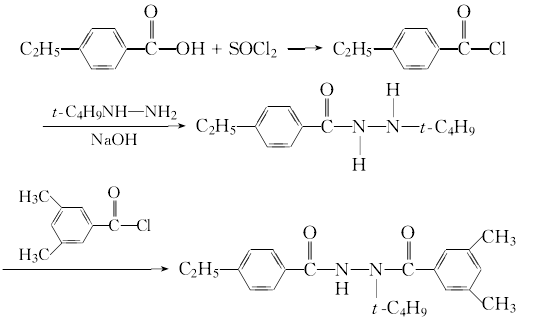 O O
C2H5 C—OH + SOCl2 → C2H5 C—Cl
O H
t-C4H9NH—NH2 C2H5 C—N—N—t-C4H9
NaOH H
H3C O
C—Cl
H3C O O CH3
C2H5 C—N—N—C
H
t-C4H9 CH3